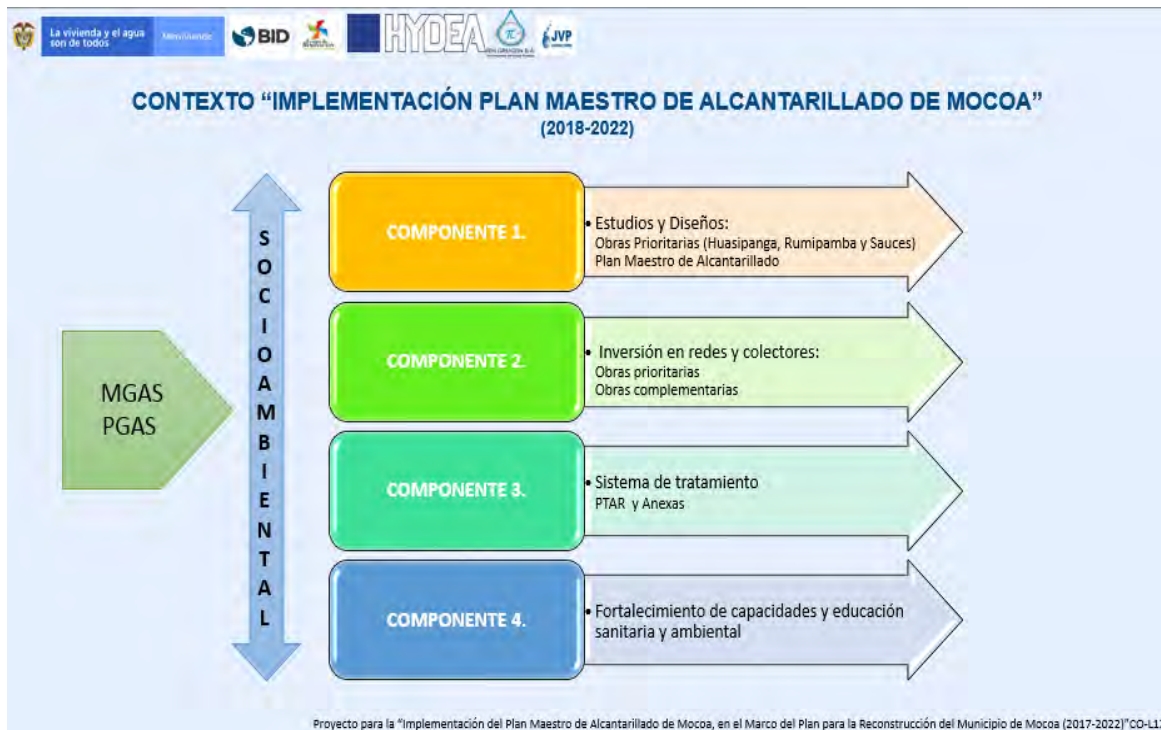 La vivienda y el agua
son de todos
Minvivienda
BID
HYDEA
JVP
CONTEXTO “IMPLEMENTACIÓN PLAN MAESTRO DE ALCANTARILLADO DE MOCOA”
(2018-2022)
MGAS
PGAS
SOCIOAMBIENTAL
COMPONENTE 1.
• Estudios y Diseños:
Obras Prioritarias (Huasipanga, Rumipamba y Sauces)
Plan Maestro de Alcantarillado
COMPONENTE 2.
• Inversión en redes y colectores:
Obras prioritarias
Obras complementarias
COMPONENTE 3.
• Sistema de tratamiento
PTAR y Anexas
COMPONENTE 4.
• Fortalecimiento de capacidades y educación
sanitaria y ambiental
Proyecto para la “Implementación del Plan Maestro de Alcantarillado de Mocoa, en el Marco del Plan para la Reconstrucción del Municipio de Mocoa (2017-2022)”CO-L1